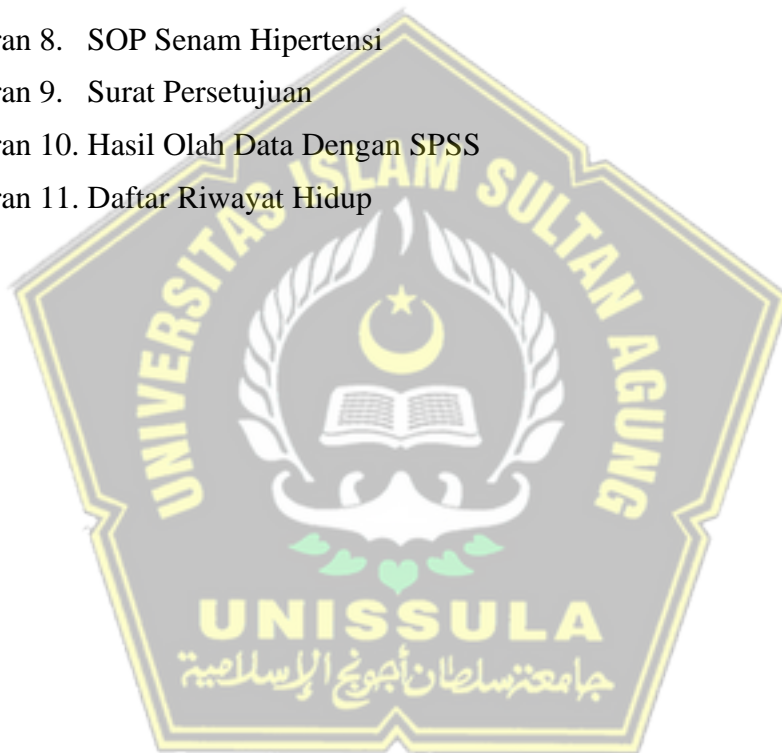 ran 8. SOP Senam Hipertensi
ran 9. Surat Persetujuan
ran 10. Hasil Olah Data Dengan SPSS
ran 11. Daftar Riwayat Hidup
UNIVERSITAS ISLAM SULTAN AGUNG
UNISSULA
جامعة سلطان أجونج الإسلامية